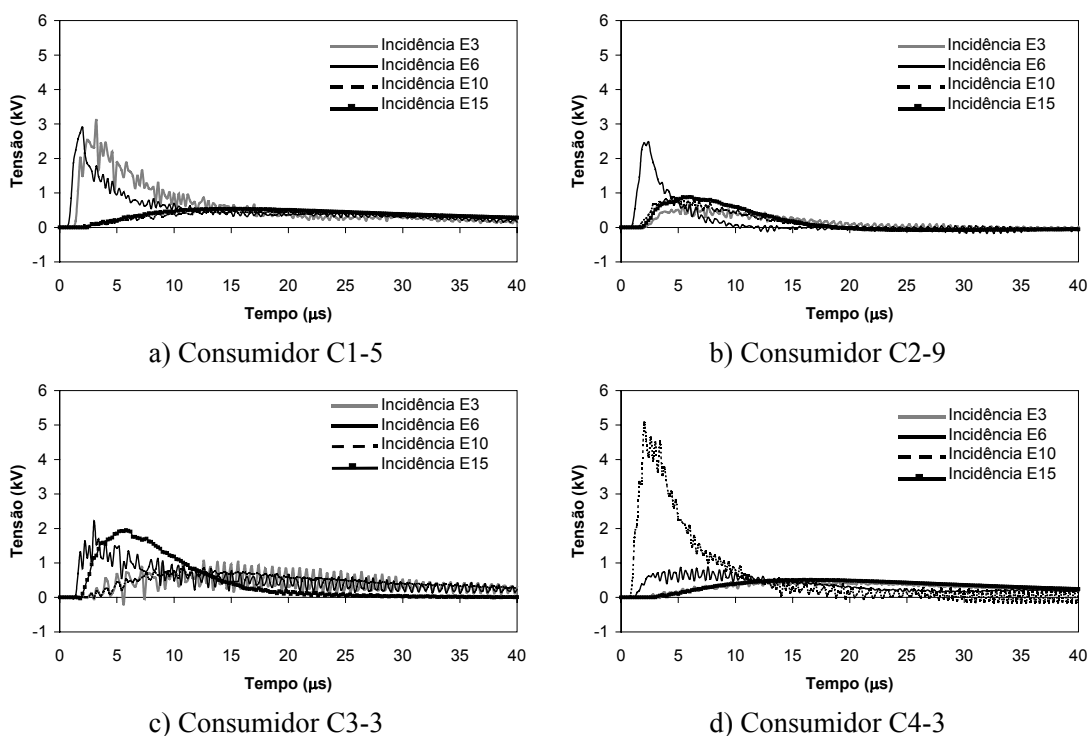 6
5
4
3
2
1
0
-1
Tensão (kV)
Incidência E3
Incidência E6
Incidência E10
Incidência E15
0 5 10 15 20 25 30 35 40
Tempo (μs)
a) Consumidor C1-5
6
5
4
3
2
1
0
-1
Tensão (kV)
Incidência E3
Incidência E6
Incidência E10
Incidência E15
0 5 10 15 20 25 30 35 40
Tempo (μs)
b) Consumidor C2-9
6
5
4
3
2
1
0
-1
Tensão (kV)
Incidência E3
Incidência E6
Incidência E10
Incidência E15
0 5 10 15 20 25 30 35 40
Tempo (μs)
c) Consumidor C3-3
6
5
4
3
2
1
0
-1
Tensão (kV)
Incidência E3
Incidência E6
Incidência E10
Incidência E15
0 5 10 15 20 25 30 35 40
Tempo (μs)
d) Consumidor C4-3